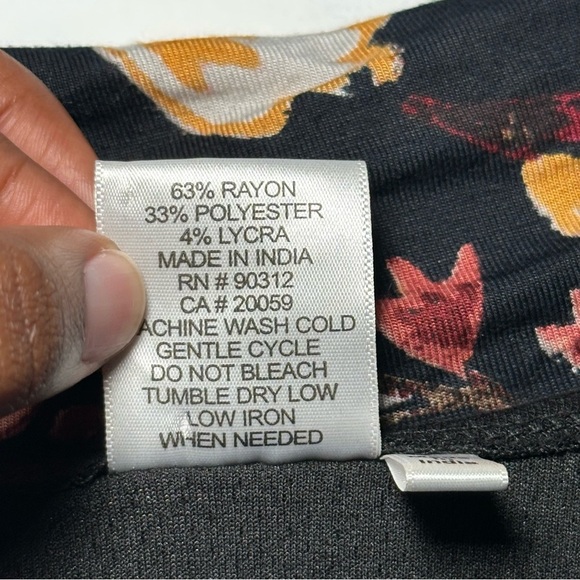 63% RAYON
33% POLYESTER
4% LYCRA
MADE IN INDIA
RN # 90312
CA # 20059
ACHINE WASH COLD
GENTLE CYCLE
DO NOT BLEACH
TUMBLE DRY LOW
LOW IRON
WHEN NEEDED